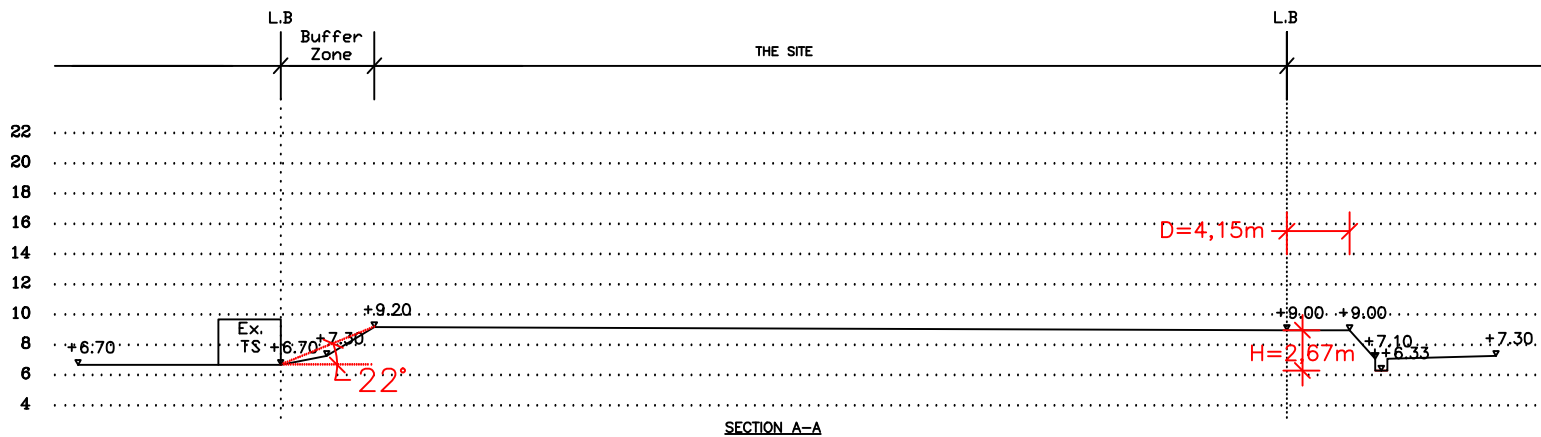 L.B
L.B
Buffer
Zone
THE SITE
22
20
18
16
14
12
10
8
6
4
D=4,15m
+9.20
+9.00
+9.00
Ex.
TS
+6.70
+6.70
+7.30
+7.10
+6.33
+7.30
H=2,67m
22°
SECTION A-A